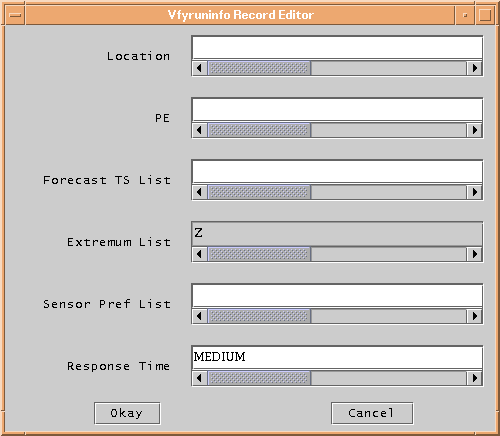 Vfyruninfo Record Editor
Location
PE
Forecast TS List
Extremum List
Z
Sensor Pref List
Response Time
MEDIUM
Okay
Cancel